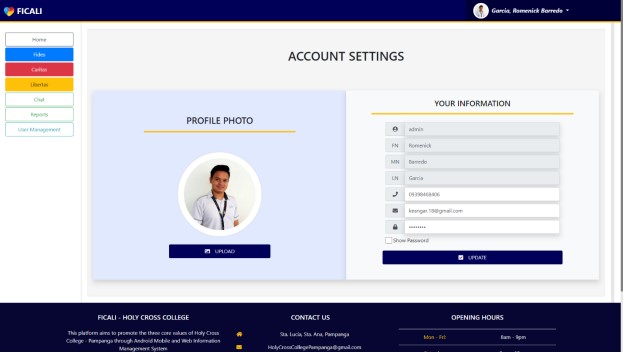 FICALI
Garcia, Romenick Barredo
Home
Fides
Caritas
Libertas
Chat
Reports
User Management
ACCOUNT SETTINGS
PROFILE PHOTO
UPLOAD
YOUR INFORMATION
admin
FN Romenick
MN Barredo
LN Garcia
09398468406
keangar.19@gmail.com
********
Show Password
UPDATE
FICALI - HOLY CROSS COLLEGE
This platform aims to promote the three core values of Holy Cross
College - Pampanga through Android Mobile and Web Information
Management System
CONTACT US
Sta. Lucia, Sta. Ana, Pampanga
HolyCrossCollegePampanga@gmail.com
OPENING HOURS
Mon - Fri: 8am - 9pm